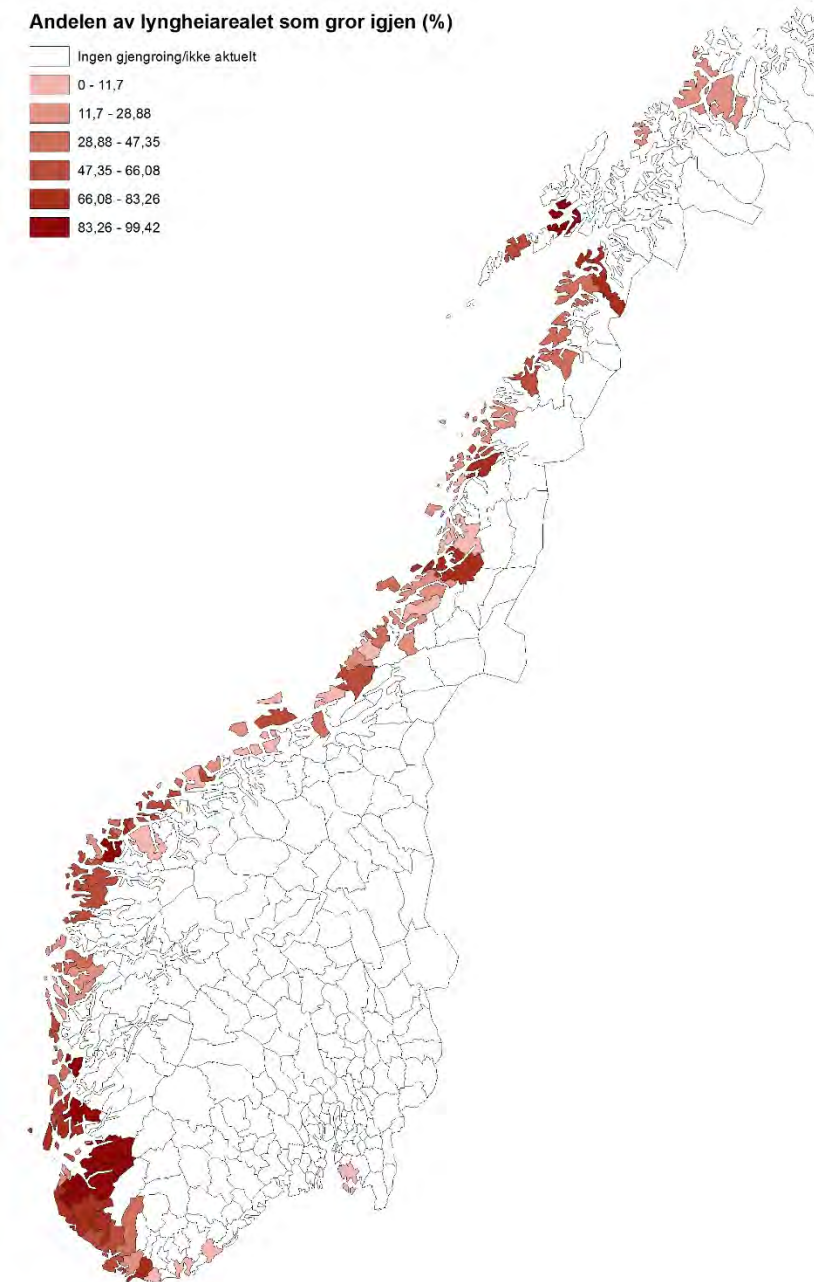 Andelen av lyngheiarealet som gror igjen (%)
Ingen gjengroing/ikke aktuelt
0 - 11,7
11,7 - 28,88
28,88 - 47,35
47,35 - 66,08
66,08 - 83,26
83,26 - 99,42